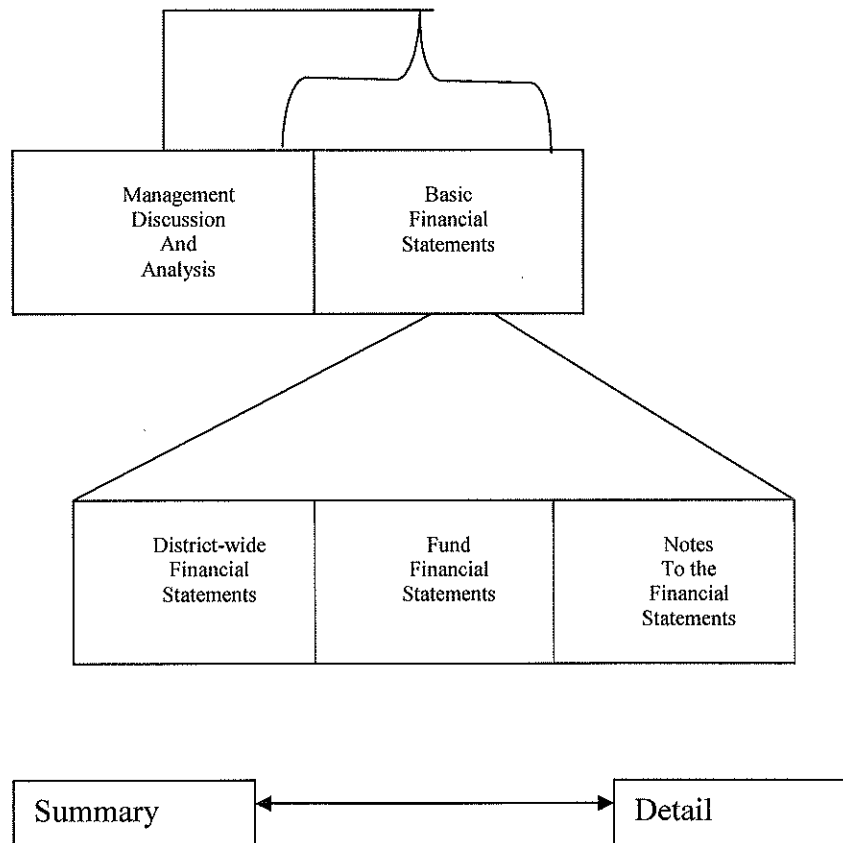 Management
Discussion
And
Analysis
Basic
Financial
Statements
District-wide
Financial
Statements
Fund
Financial
Statements
Notes
To the
Financial
Statements
Summary
Detail